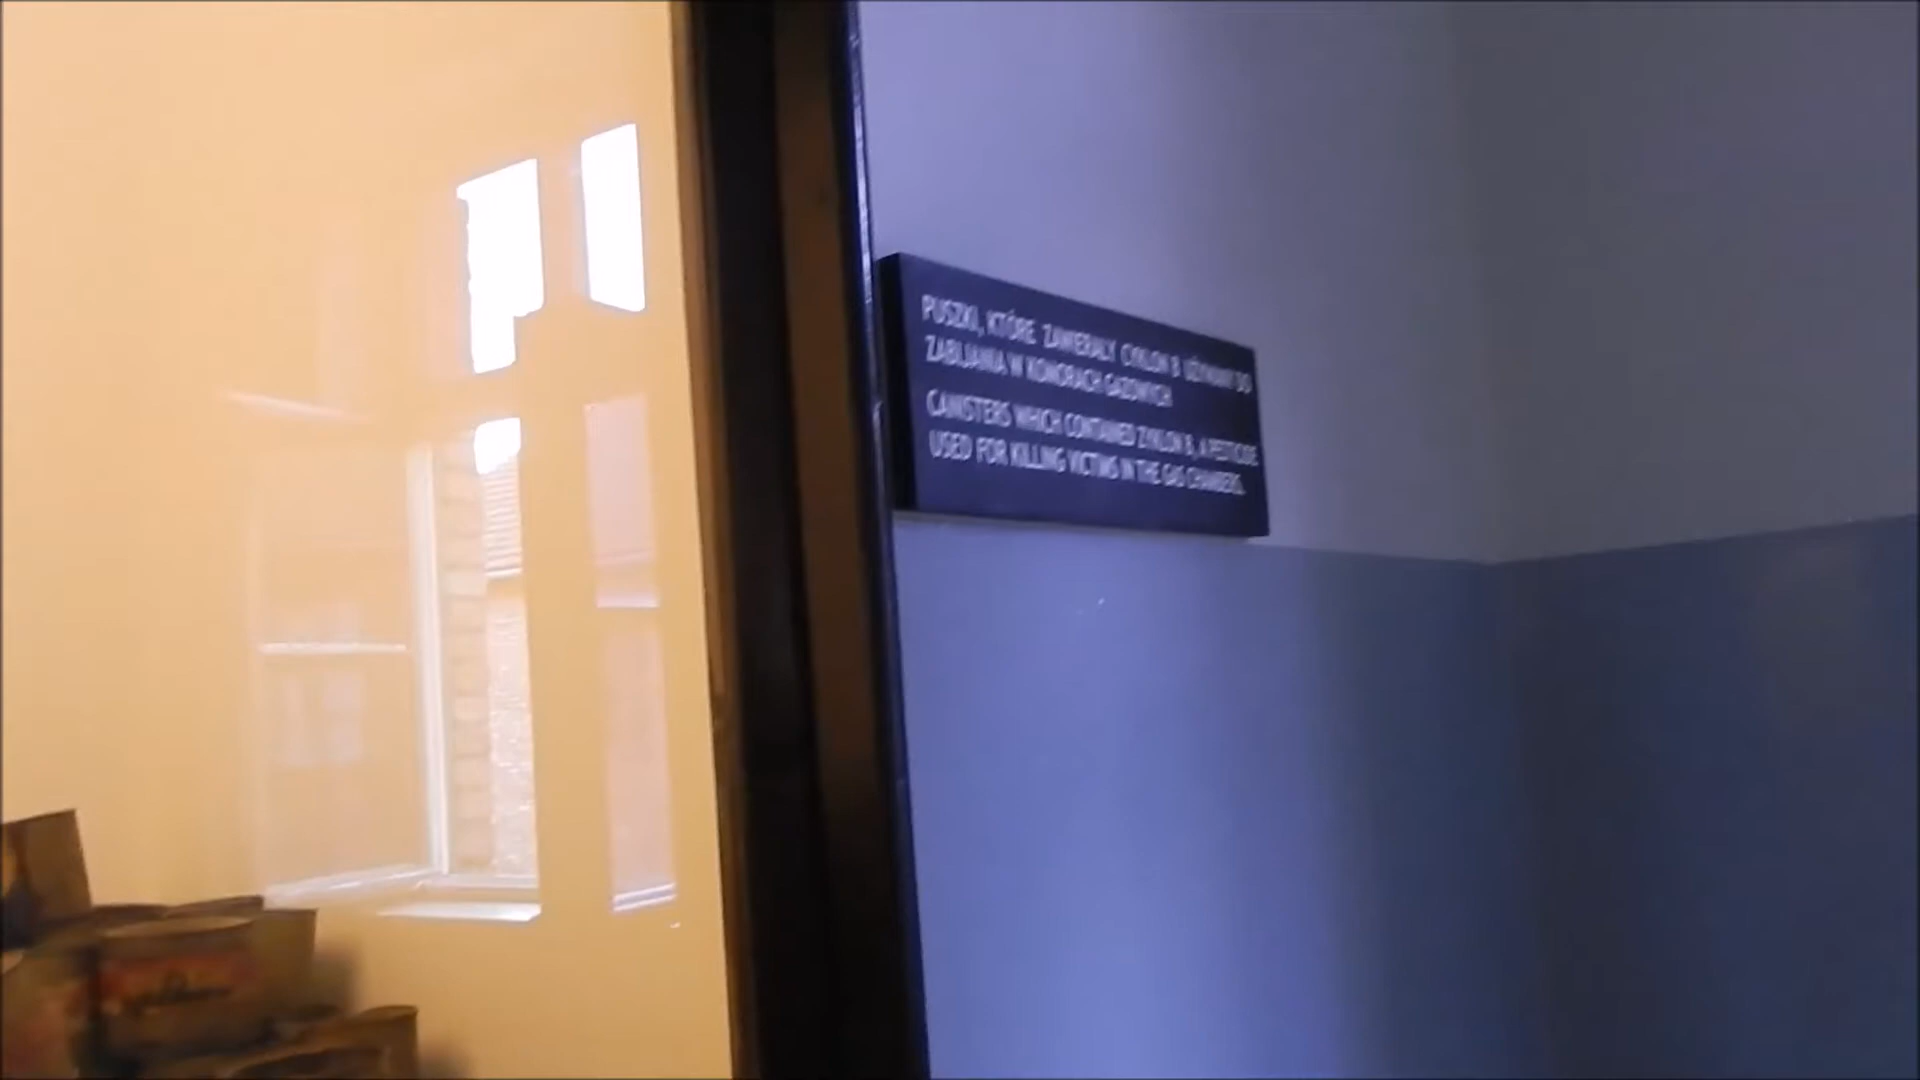 PUSZKI, KTÓRE ZAWIERAŁY CYKLON B UŻYWANY DO
ZABIJANIA W KOMORACH GAZOWYCH
CANISTERS WHICH CONTAINED ZYKLON B, A PESTICIDE
USED FOR KILLING VICTIMS IN THE GAS CHAMBERS.